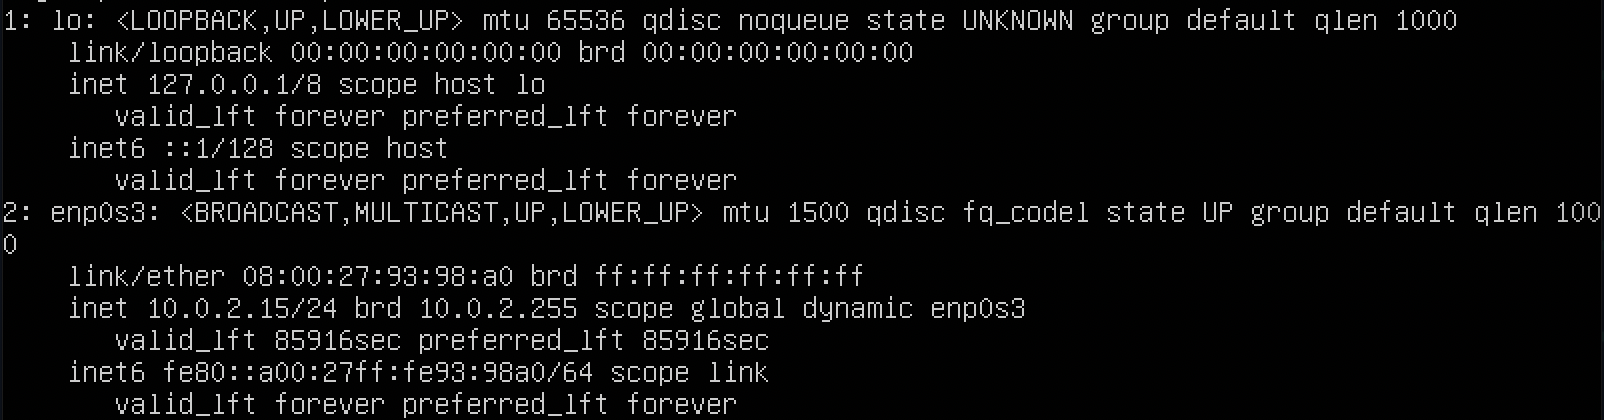 1: lo: <LOOPBACK,UP,LOWER_UP> mtu 65536 qdisc noqueue state UNKNOWN group default qlen 1000
    link/loopback 00:00:00:00:00:00 brd 00:00:00:00:00:00
    inet 127.0.0.1/8 scope host lo
       valid_lft forever preferred_lft forever
    inet6 ::1/128 scope host
       valid_lft forever preferred_lft forever
2: enp0s3: <BROADCAST,MULTICAST,UP,LOWER_UP> mtu 1500 qdisc fq_codel state UP group default qlen 100
0
    link/ether 08:00:27:93:98:a0 brd ff:ff:ff:ff:ff:ff
    inet 10.0.2.15/24 brd 10.0.2.255 scope global dynamic enp0s3
       valid_lft 85916sec preferred_lft 85916sec
    inet6 fe80::a00:27ff:fe93:98a0/64 scope link
       valid_lft forever preferred_lft forever